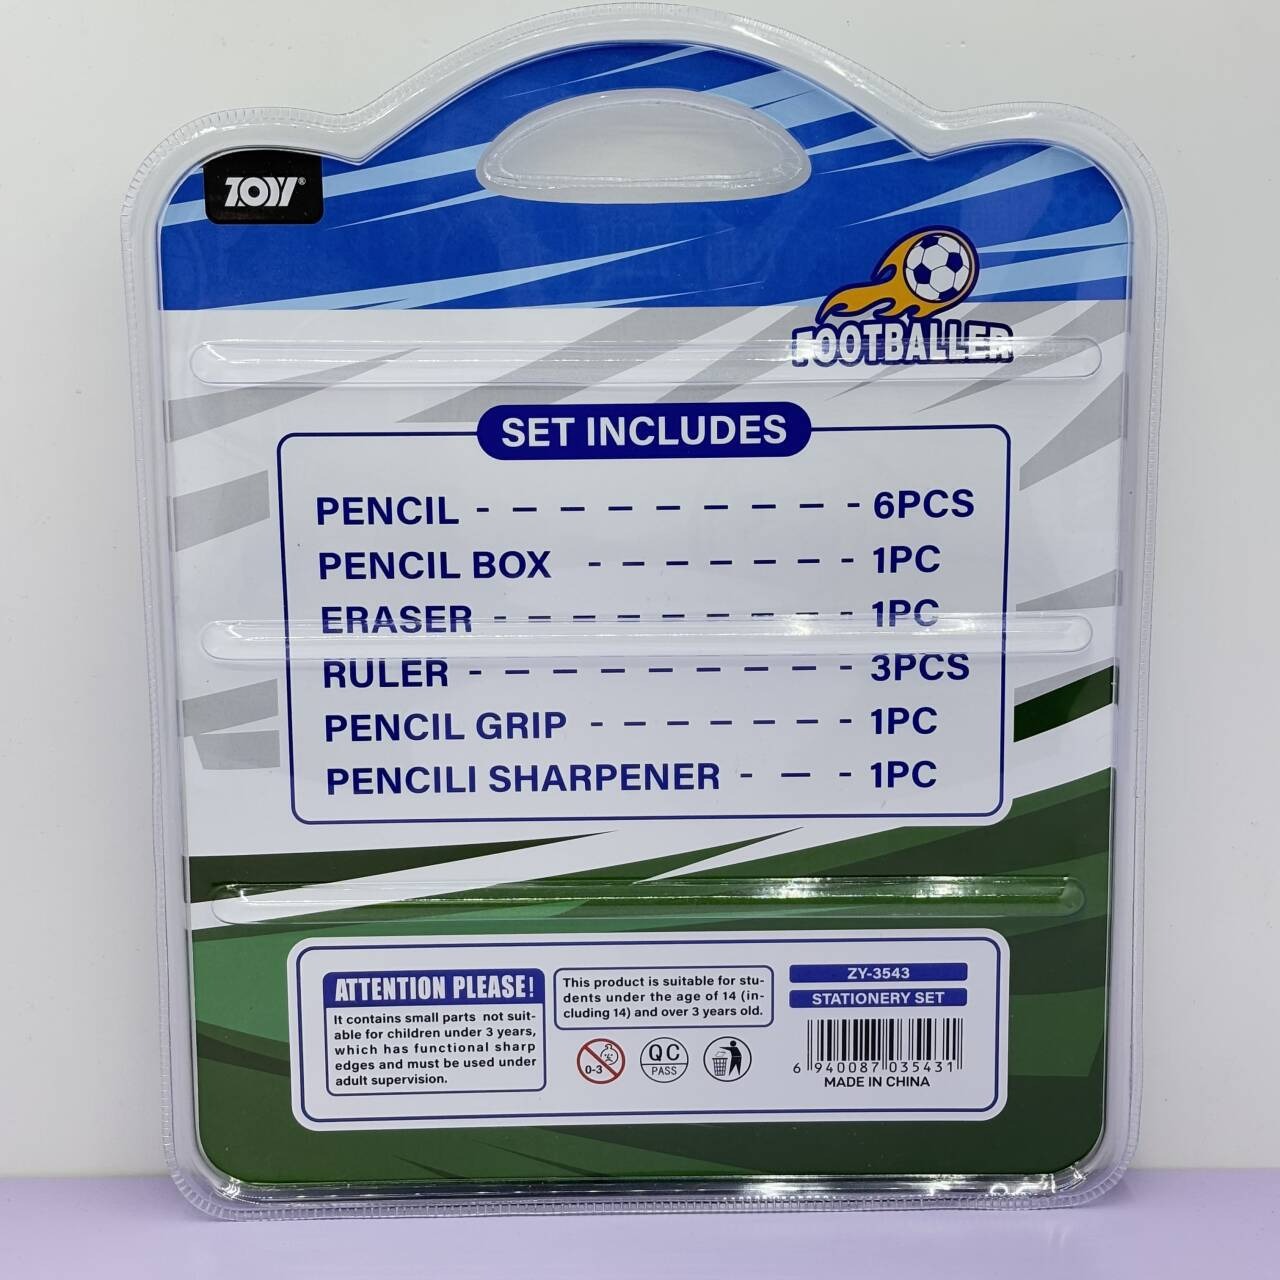 ZOYY®
FOOTBALLER
SET INCLUDES
PENCIL - - - - - - - - - - 6PCS
PENCIL BOX - - - - - - - 1PC
ERASER - - - - - - - - - 1PC
RULER - - - - - - - - - - 3PCS
PENCIL GRIP - - - - - - - 1PC
PENCILI SHARPENER - - - 1PC
ATTENTION PLEASE!
It contains small parts not suit-
able for children under 3 years,
which has functional sharp
edges and must be used under
adult supervision.
This product is suitable for stu-
dents under the age of 14 (in-
cluding 14) and over 3 years old.
0-3
QC
PASS
ZY-3543
STATIONERY SET
6 940087 035431
MADE IN CHINA